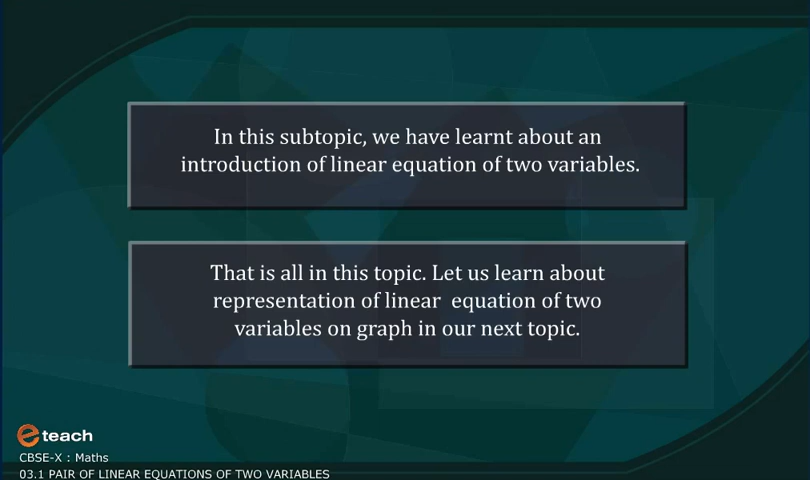 In this subtopic, we have learnt about an
introduction of linear equation of two variables.
That is all in this topic. Let us learn about
representation of linear  equation of two
variables on graph in our next topic.
e teach
CBSE-X : Maths
03.1 PAIR OF LINEAR EQUATIONS OF TWO VARIABLES